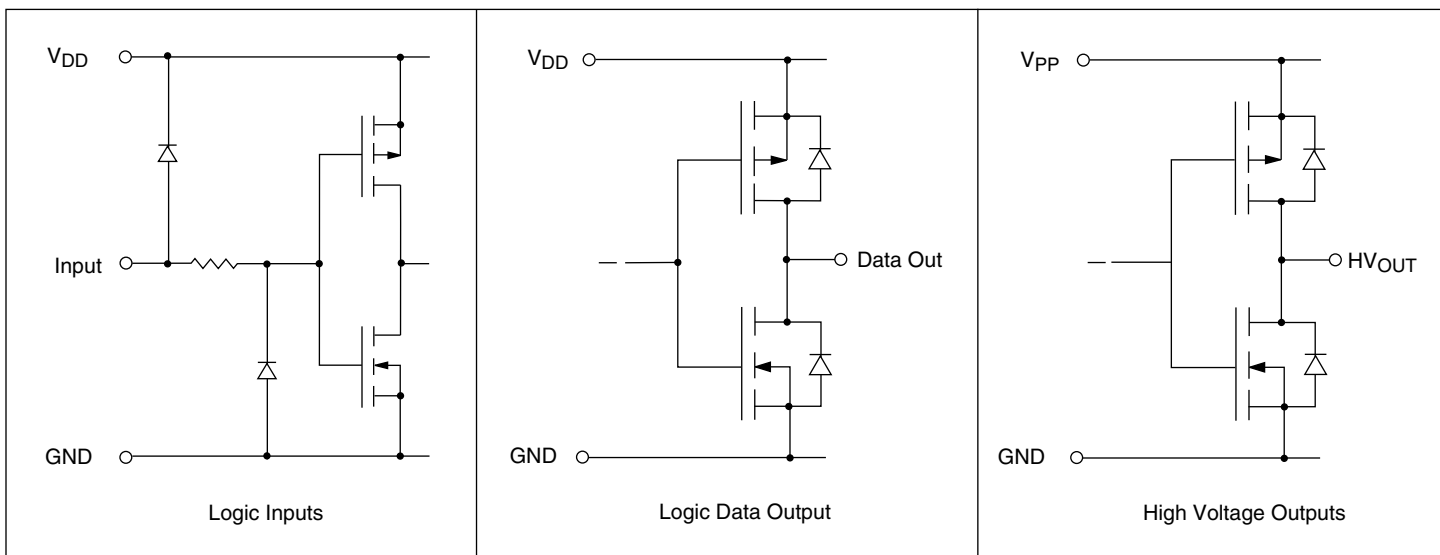 VDD
Input
GND
Logic Inputs
VDD
Data Out
GND
Logic Data Output
VPP
HVOUT
GND
High Voltage Outputs